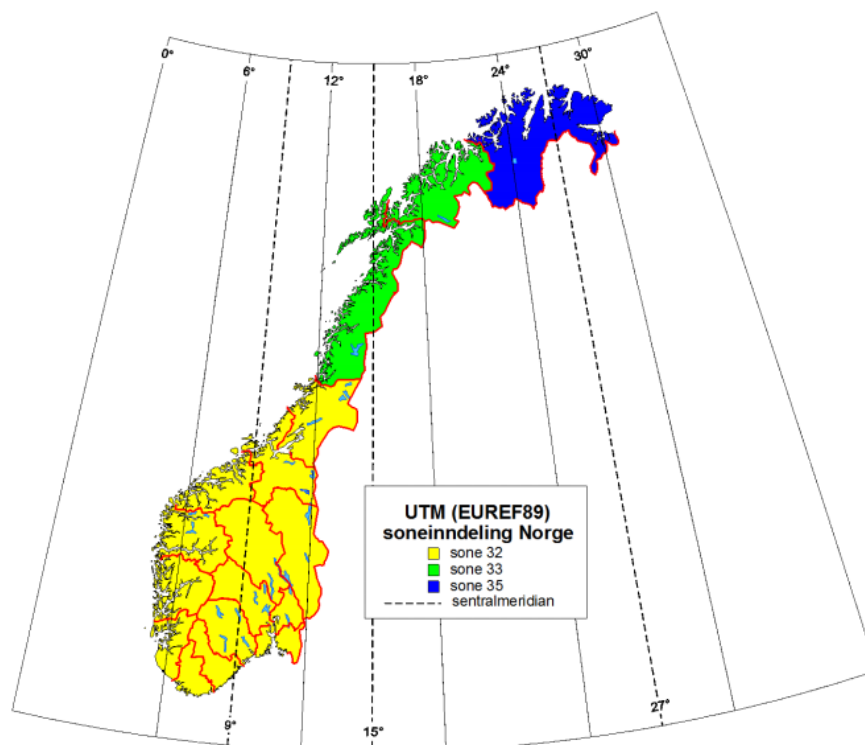 0°
6°
12°
18°
24°
30°
UTM (EUREF89)
soneinndeling Norge
sone 32
sone 33
sone 35
sentralmeridian
9°
15°
27°